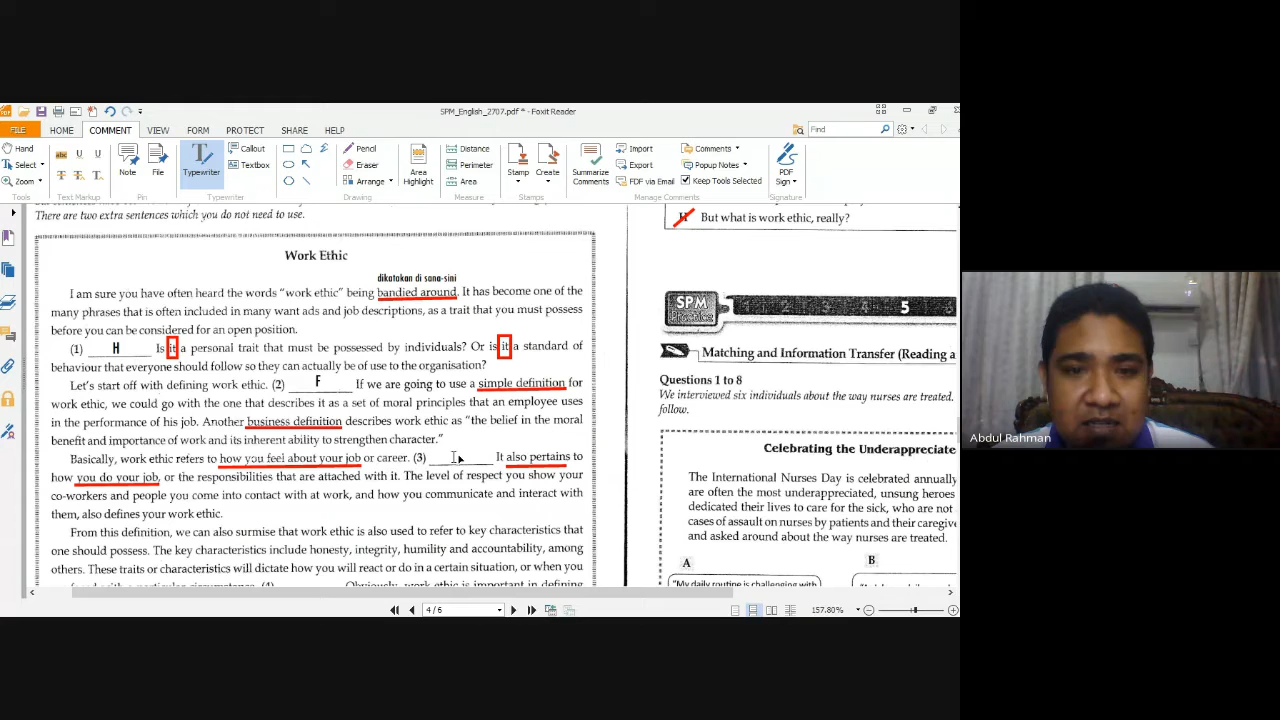 SPM_English_2707.pdf * - Foxit Reader
FILE HOME COMMENT VIEW FORM PROTECT SHARE HELP
Find
Hand
Select
Zoom
Tools
abc U U
T T T
Text Markup
Note
File
Pin
Typewriter
Callout
Textbox
Typewriter
Pencil
Eraser
Arrange
Drawing
Area Highlight
Distance
Perimeter
Area
Measure
Stamp
Create
Stamps
Summarize Comments
Import
Export
FDF via Email
Comments
Popup Notes
Keep Tools Selected
Manage Comments
PDF Sign
Signature
There are two extra sentences which you do not need to use.
Work Ethic
dikatakan di sana-sini
I am sure you have often heard the words “work ethic” being bandied around. It has become one of the
many phrases that is often included in many want ads and job descriptions, as a trait that you must possess
before you can be considered for an open position.
(1) H Is it a personal trait that must be possessed by individuals? Or is it a standard of
behaviour that everyone should follow so they can actually be of use to the organisation?
Let's start off with defining work ethic. (2) F If we are going to use a simple definition for
work ethic, we could go with the one that describes it as a set of moral principles that an employee uses
in the performance of his job. Another business definition describes work ethic as “the belief in the moral
benefit and importance of work and its inherent ability to strengthen character.”
Basically, work ethic refers to how you feel about your job or career. (3) ________ It also pertains to
how you do your job, or the responsibilities that are attached with it. The level of respect you show your
co-workers and people you come into contact with at work, and how you communicate and interact with
them, also defines your work ethic.
From this definition, we can also surmise that work ethic is also used to refer to key characteristics that
one should possess. The key characteristics include honesty, integrity, humility and accountability, among
others. These traits or characteristics will dictate how you will react or do in a certain situation, or when you
faced with a particular circumstance. (4) ________ Obviously, work ethic is important in defining
H But what is work ethic, really?
SPM
5
Matching and Information Transfer (Reading a
Questions 1 to 8
We interviewed six individuals about the way nurses are treated.
follow.
Celebrating the Underappreciate
The International Nurses Day is celebrated annually
are often the most underappreciated, unsung heroes
dedicated their lives to care for the sick, who are not
cases of assault on nurses by patients and their caregive
and asked around about the way nurses are treated.
A
B
“My daily routine is challenging with
4 / 6
157.80%
Abdul Rahman